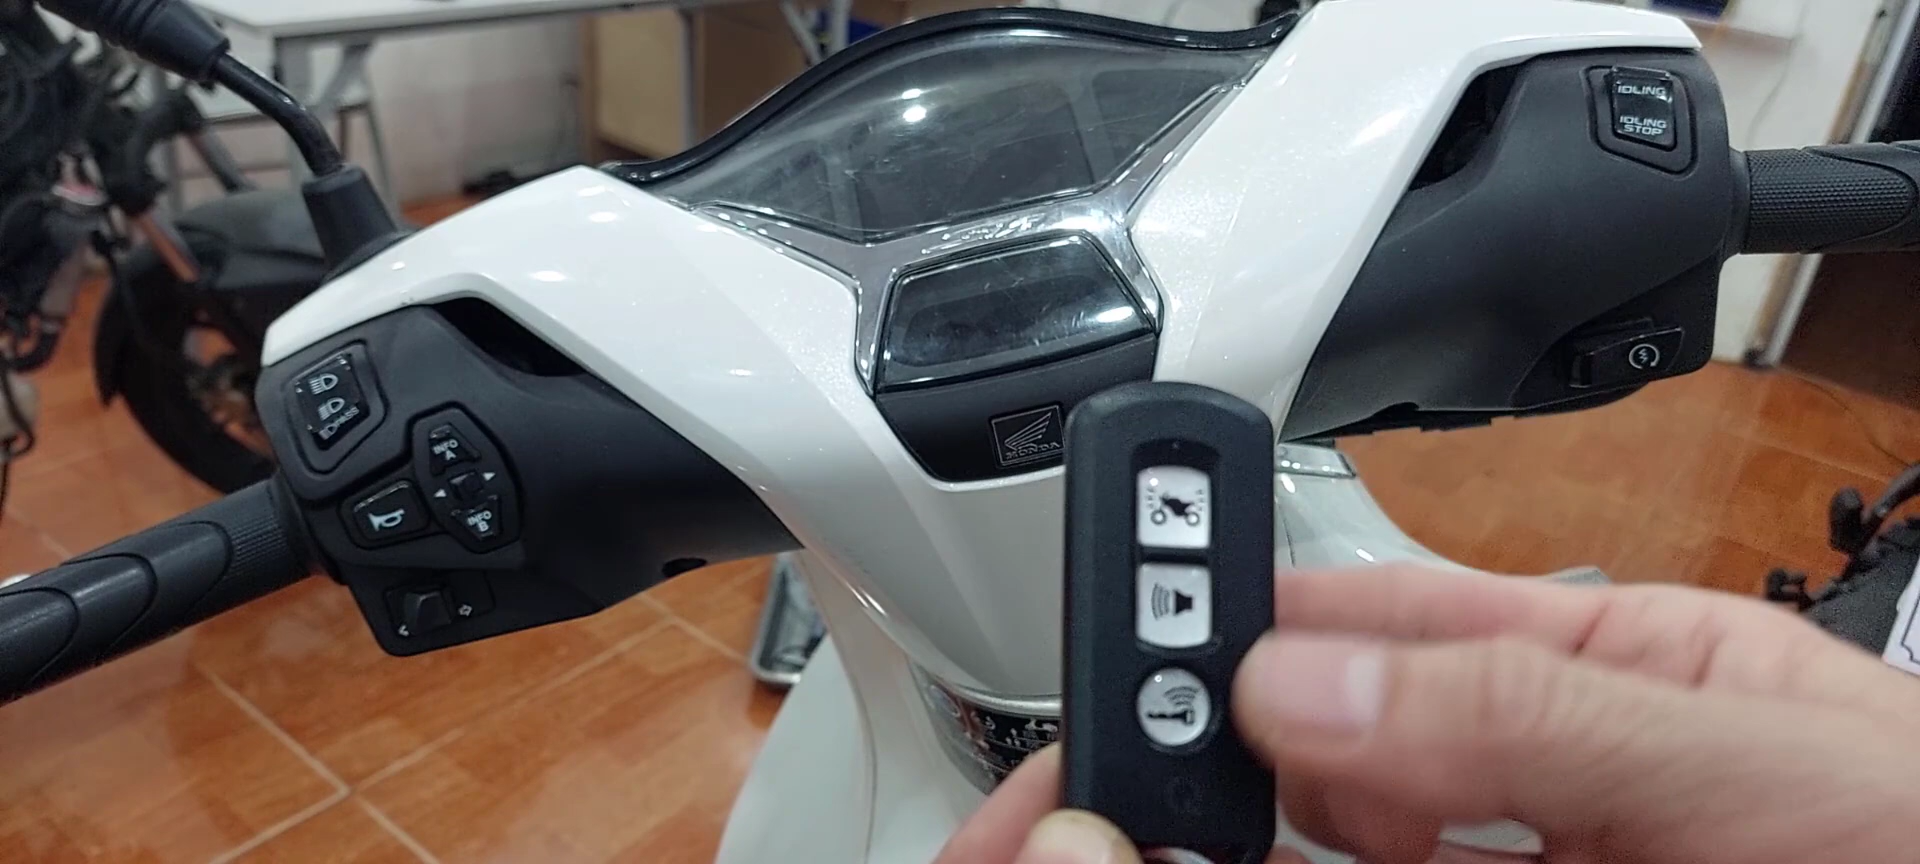 IDLING
IDLING
STOP
PASS
INFO
A
INFO
B
HONDA